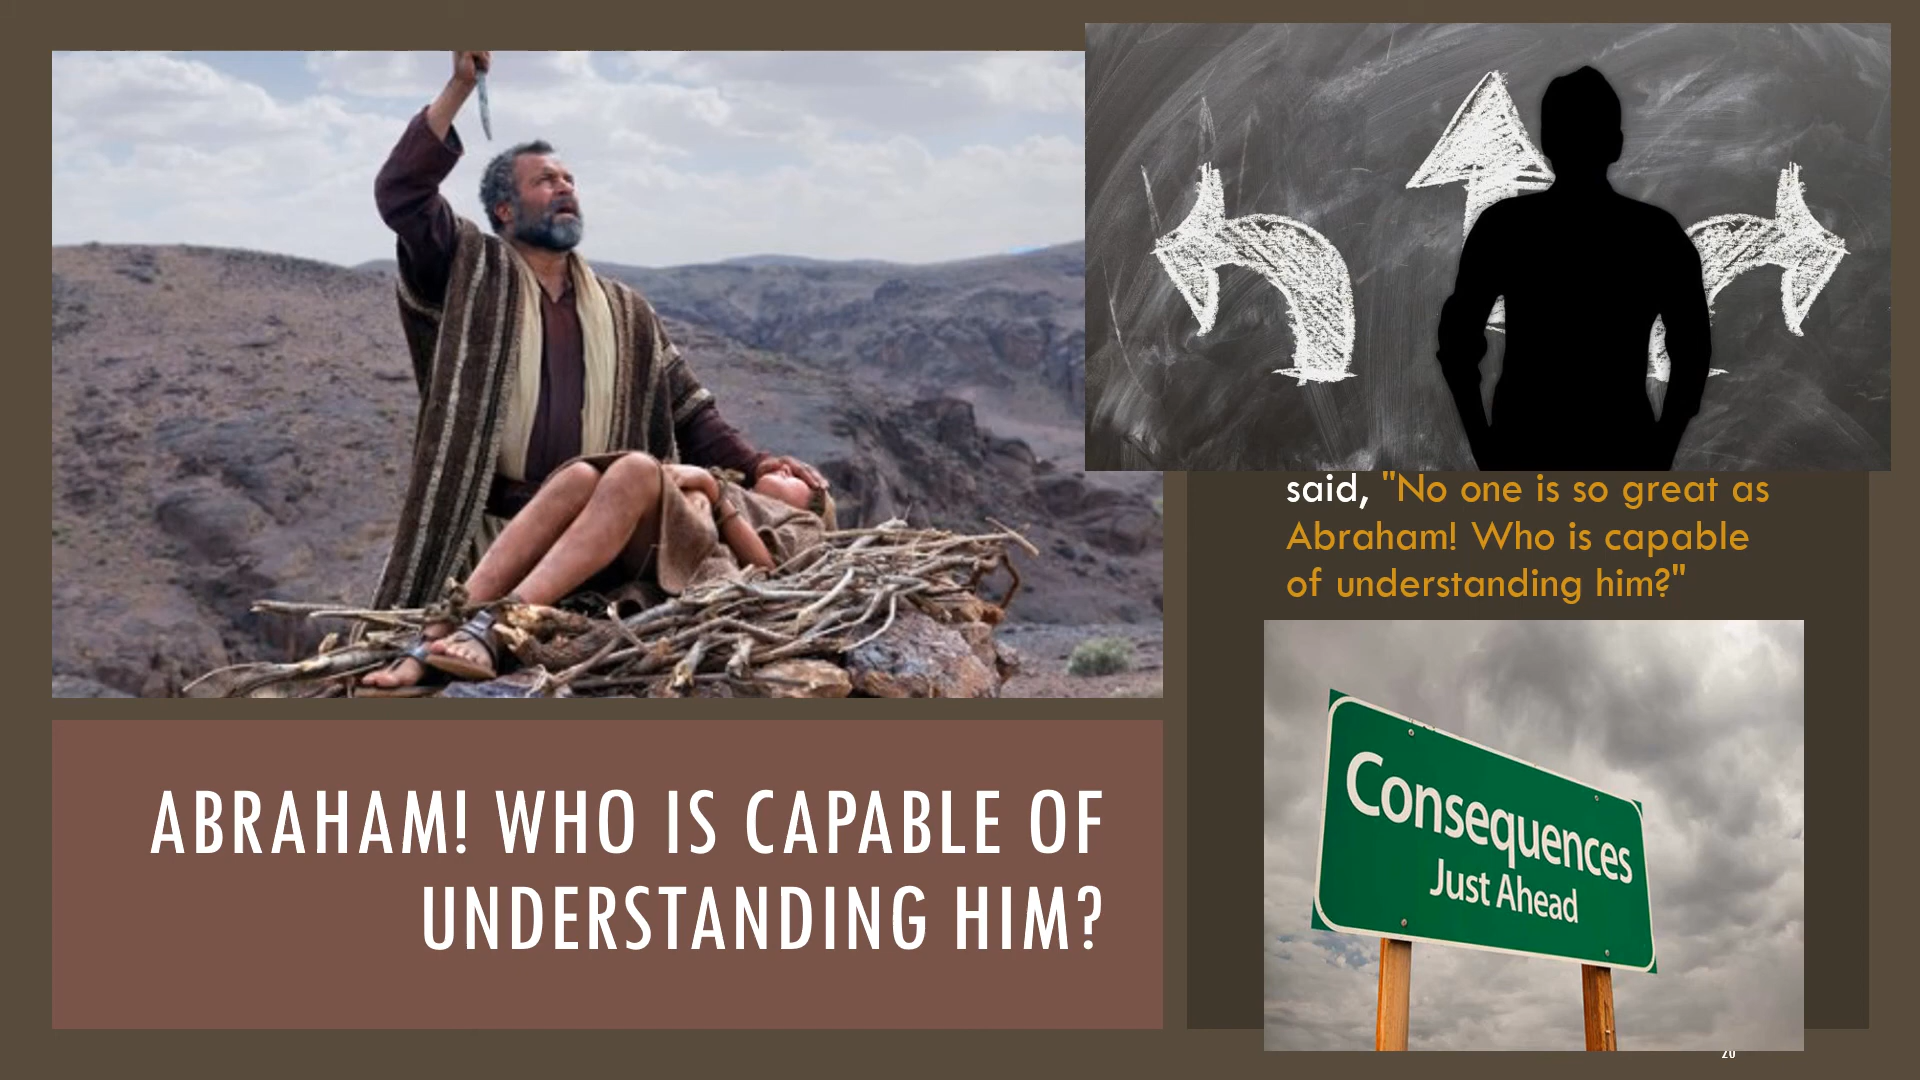 said, "No one is so great as
Abraham! Who is capable
of understanding him?"
Consequences
Just Ahead
ABRAHAM! WHO IS CAPABLE OF
UNDERSTANDING HIM?